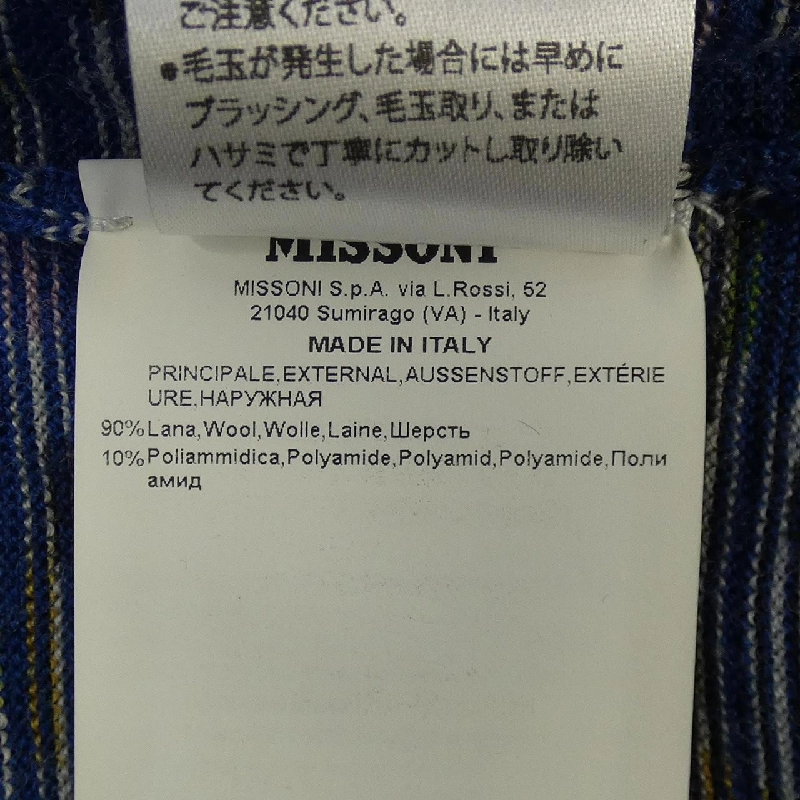 ご注意ください。
●毛玉が発生した場合には早めに
ブラッシング、毛玉取り、または
ハサミで丁寧にカットし取り除い
てください。
MISSONI
MISSONI S.p.A. via L.Rossi, 52
21040 Sumirago (VA) - Italy
MADE IN ITALY
PRINCIPALE,EXTERNAL,AUSSENSTOFF,EXTÉRIE
URE,НАРУЖНАЯ
90% Lana,Wool,Wolle,Laine,Шерсть
10% Poliammidica,Polyamide,Polyamid,Polyamide,Поли
амид